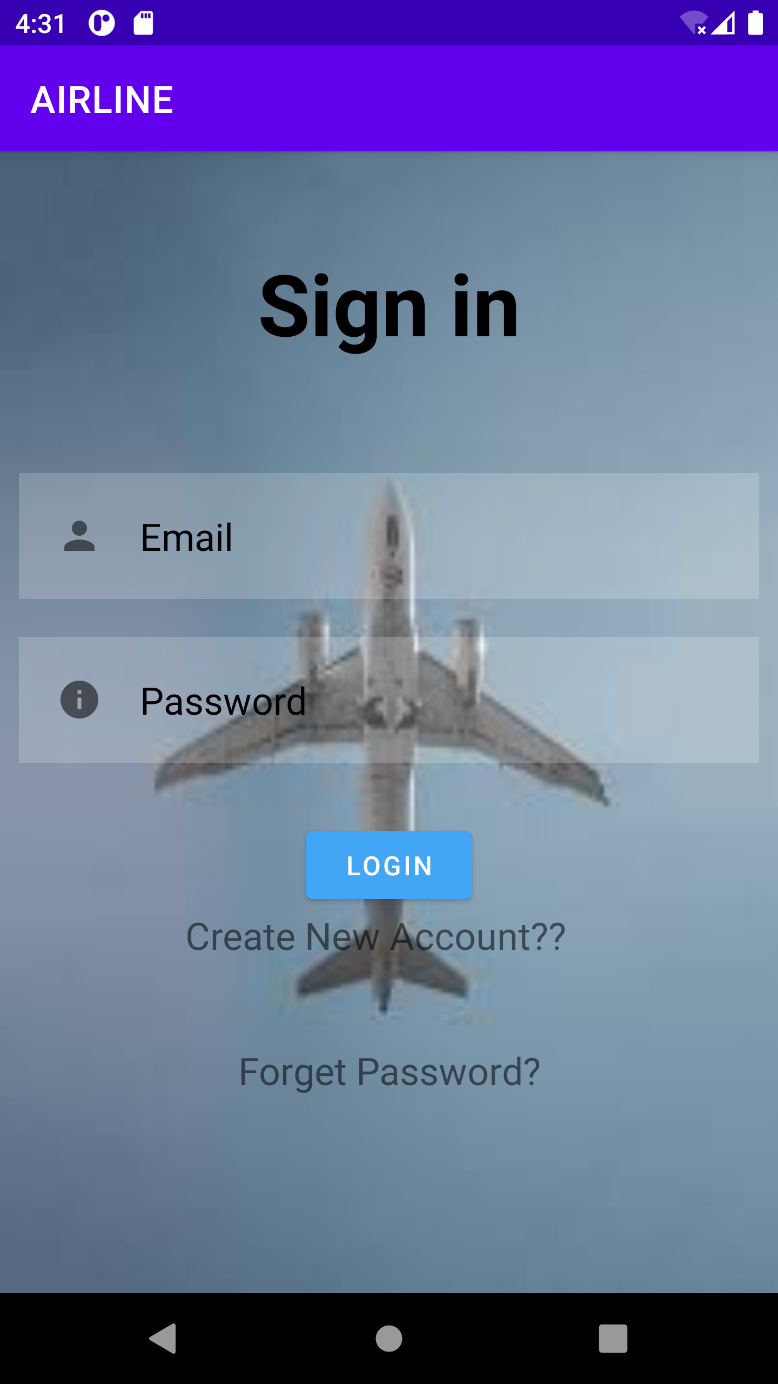 4:31
AIRLINE
Sign in
Email
Password
LOGIN
Create New Account??
Forget Password?